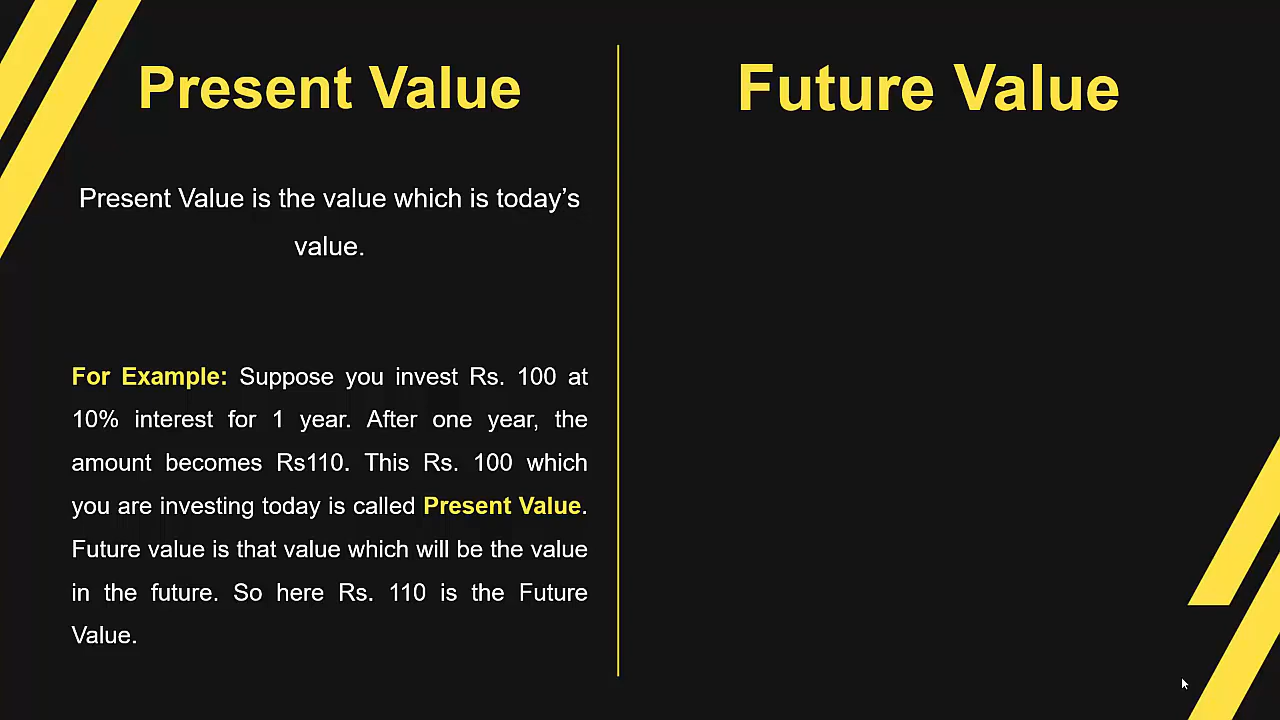 Present Value
Present Value is the value which is today’s
value.
For Example: Suppose you invest Rs. 100 at
10% interest for 1 year. After one year, the
amount becomes Rs110. This Rs. 100 which
you are investing today is called Present Value.
Future value is that value which will be the value
in the future. So here Rs. 110 is the Future
Value.
Future Value